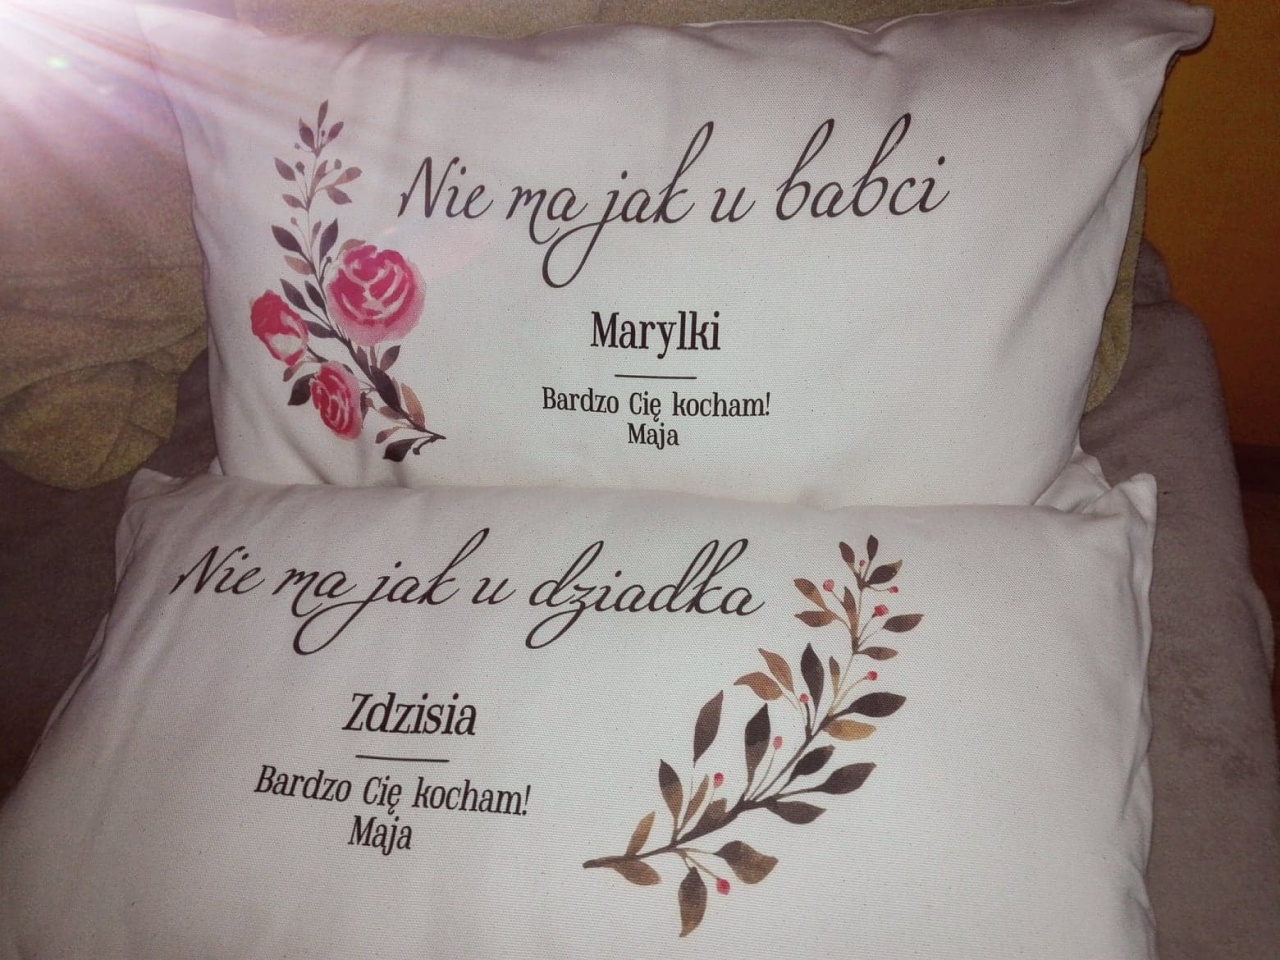 Nie ma jak u babci
Marylki
Bardzo Cię kocham!
Maja
Nie ma jak u dziadka
Zdzisia
Bardzo Cię kocham!
Maja